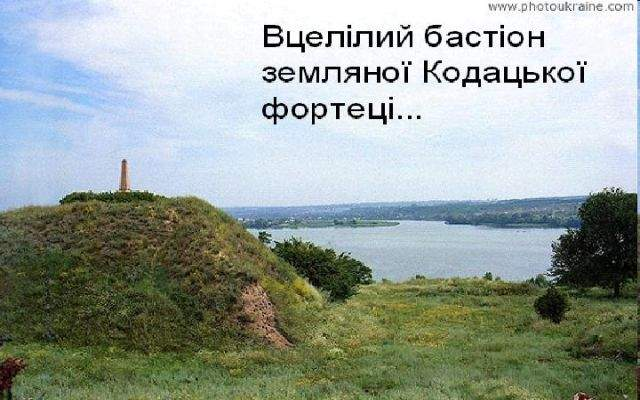 © www.photoukraine.com
Вцелілий бастіон
земляної Кодацької
фортеці...